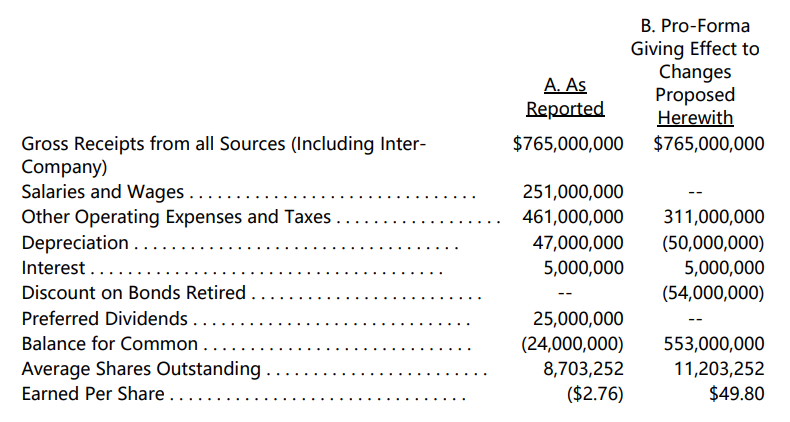 B. Pro-Forma
Giving Effect to
Changes
A. As Proposed
Reported Herewith
Gross Receipts from all Sources (Including Inter- $765,000,000 $765,000,000
Company)
Salaries and Wages . . . . . . . . . . . . . . . . . . . . . . . . . . . . . . . 251,000,000 --
Other Operating Expenses and Taxes . . . . . . . . . . . . . . . . . . 461,000,000 311,000,000
Depreciation . . . . . . . . . . . . . . . . . . . . . . . . . . . . . . . . . . . 47,000,000 (50,000,000)
Interest . . . . . . . . . . . . . . . . . . . . . . . . . . . . . . . . . . . . . . 5,000,000 5,000,000
Discount on Bonds Retired . . . . . . . . . . . . . . . . . . . . . . . . . -- (54,000,000)
Preferred Dividends . . . . . . . . . . . . . . . . . . . . . . . . . . . . . . 25,000,000 --
Balance for Common . . . . . . . . . . . . . . . . . . . . . . . . . . . . . (24,000,000) 553,000,000
Average Shares Outstanding . . . . . . . . . . . . . . . . . . . . . . . . 8,703,252 11,203,252
Earned Per Share . . . . . . . . . . . . . . . . . . . . . . . . . . . . . . . . ($2.76) $49.80